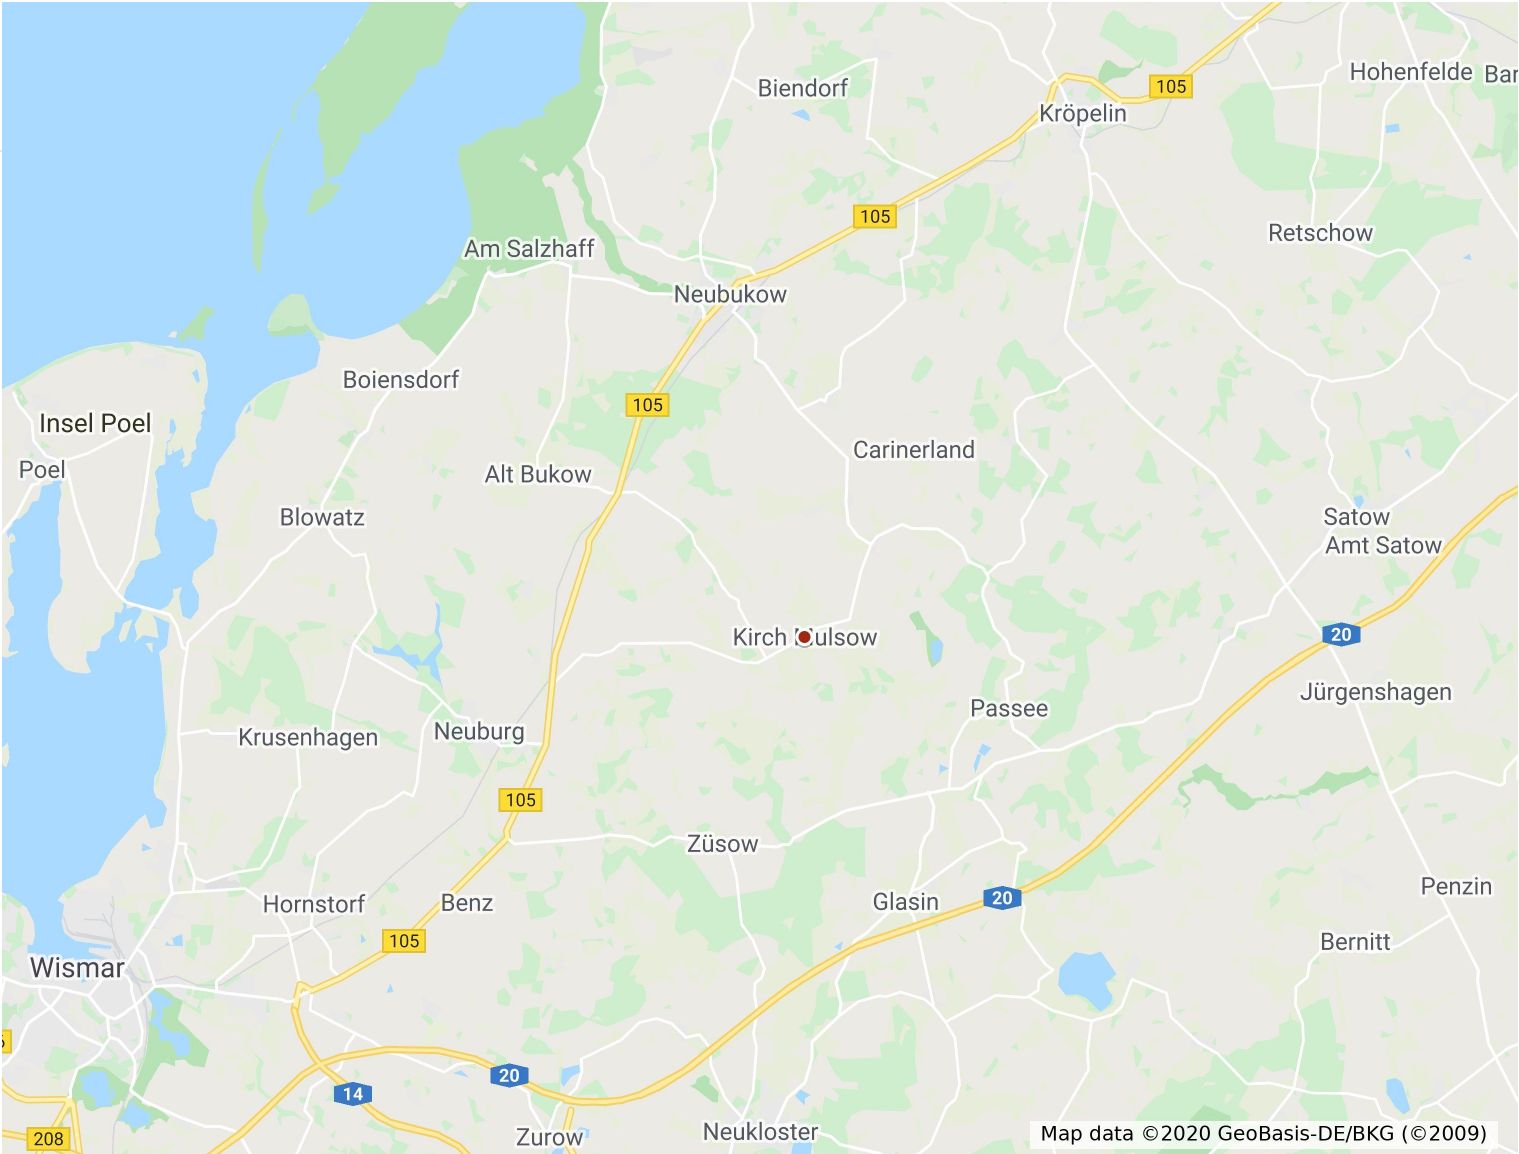 Hohenfelde
Bar
Biendorf
105
Kröpelin
105
Retschow
Am Salzhaff
Neubukow
Boiensdorf
105
Insel Poel
Carinerland
Poel
Alt Bukow
Blowatz
Satow
Amt Satow
20
Kirch Mulsow
Jürgenshagen
Passee
Neuburg
Krusenhagen
105
Züsow
Penzin
20
Glasin
Benz
Hornstorf
105
Bernitt
Wismar
20
14
Neukloster
Zurow
208
Map data ©2020 GeoBasis-DE/BKG (©2009)